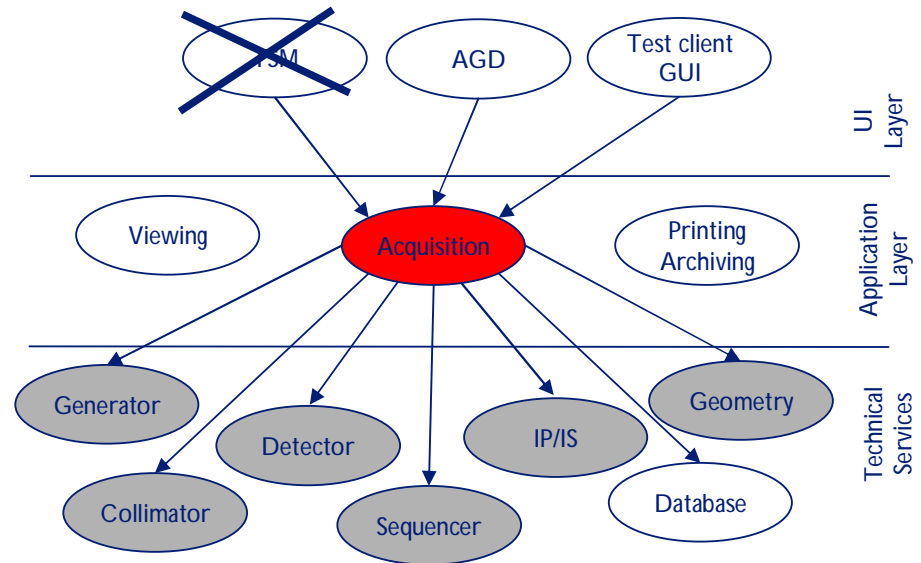 AGD
Test client
GUI
UI
Layer
Viewing
Acquisition
Printing
Archiving
Application
Layer
Generator
Detector
IP/IS
Geometry
Collimator
Sequencer
Database
Technical
Services